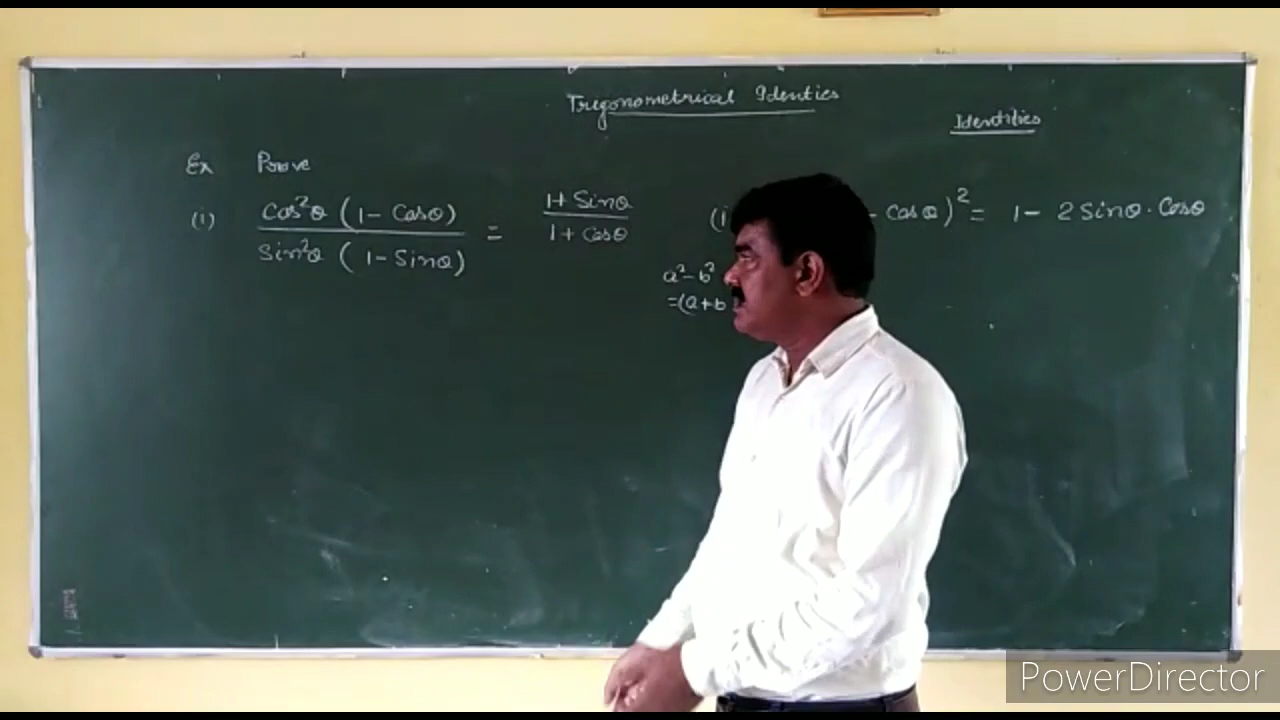 Trigonometrical Identies
Identities
Ex Prove
(i) Cos²θ (1 - Cosθ) / Sin²θ (1 - Sinθ) = 1 + Sinθ / 1 + Cosθ
- Cosθ)² = 1 - 2 Sinθ · Cosθ
a² - b²
= (a + b
PowerDirector